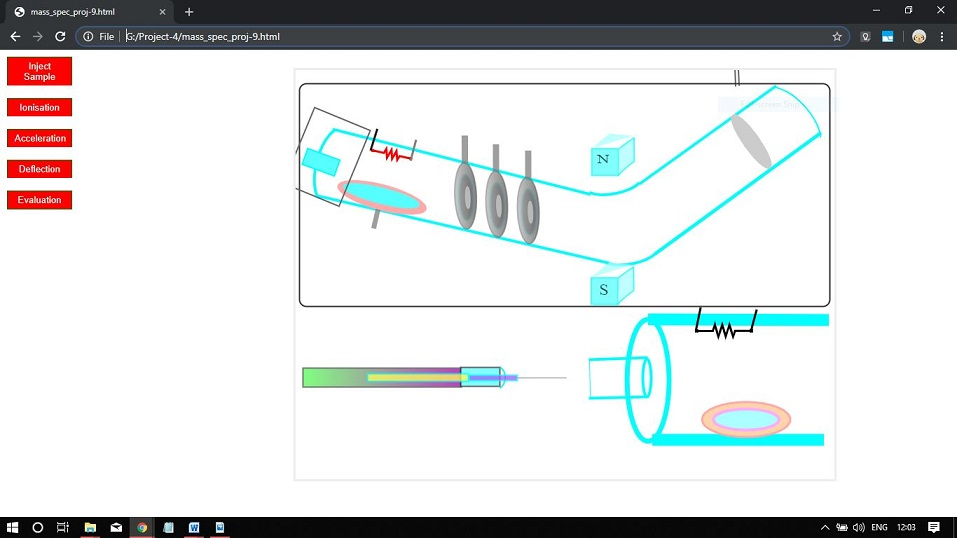 mass_spec_proj-9.html
File
G:/Project-4/mass_spec_proj-9.html
Inject
Sample
Ionisation
Acceleration
Deflection
Evaluation
N
S
ENG
12:03